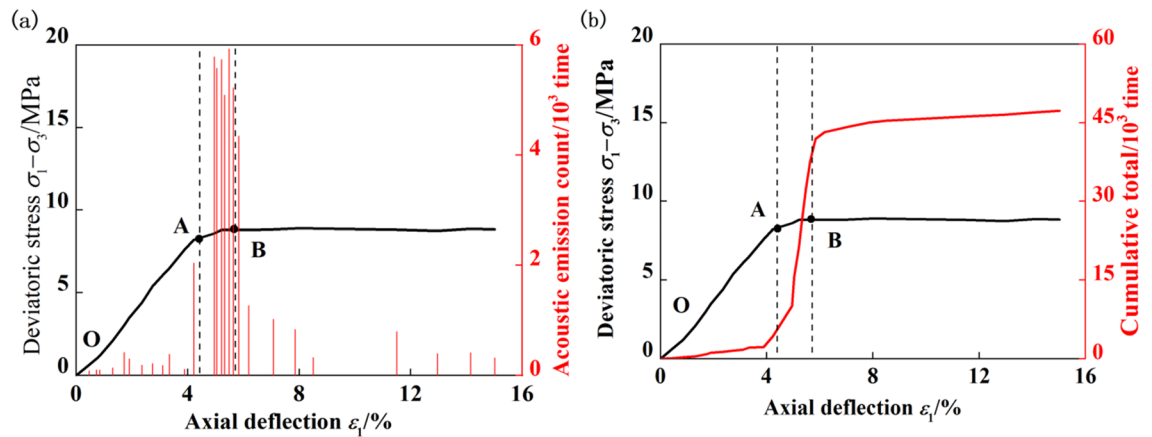 (a)
Deviatoric stress σ₁−σ₃/MPa
20
15
10
5
0
O
A
B
0 4 8 12 16
Axial deflection ε₁/%
6
4
2
0
Acoustic emission count/10³ time
(b)
Deviatoric stress σ₁−σ₃/MPa
20
15
10
5
0
O
A
B
0 4 8 12 16
Axial deflection ε₁/%
60
45
30
15
0
Cumulative total/10³ time